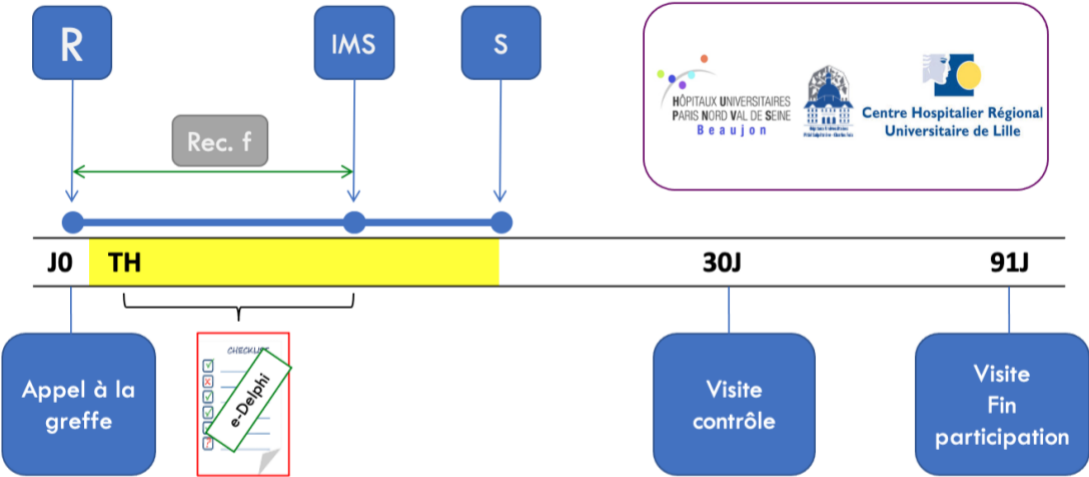 R
IMS
S
Rec. f
HÔPITAUX UNIVERSITAIRES
PARIS NORD VAL DE SEINE
Beaujon
Centre Hospitalier Régional
Universitaire de Lille
J0
TH
30J
91J
Appel à la
greffe
CHECKLIST
e-Delphi
Visite
contrôle
Visite
Fin
participation